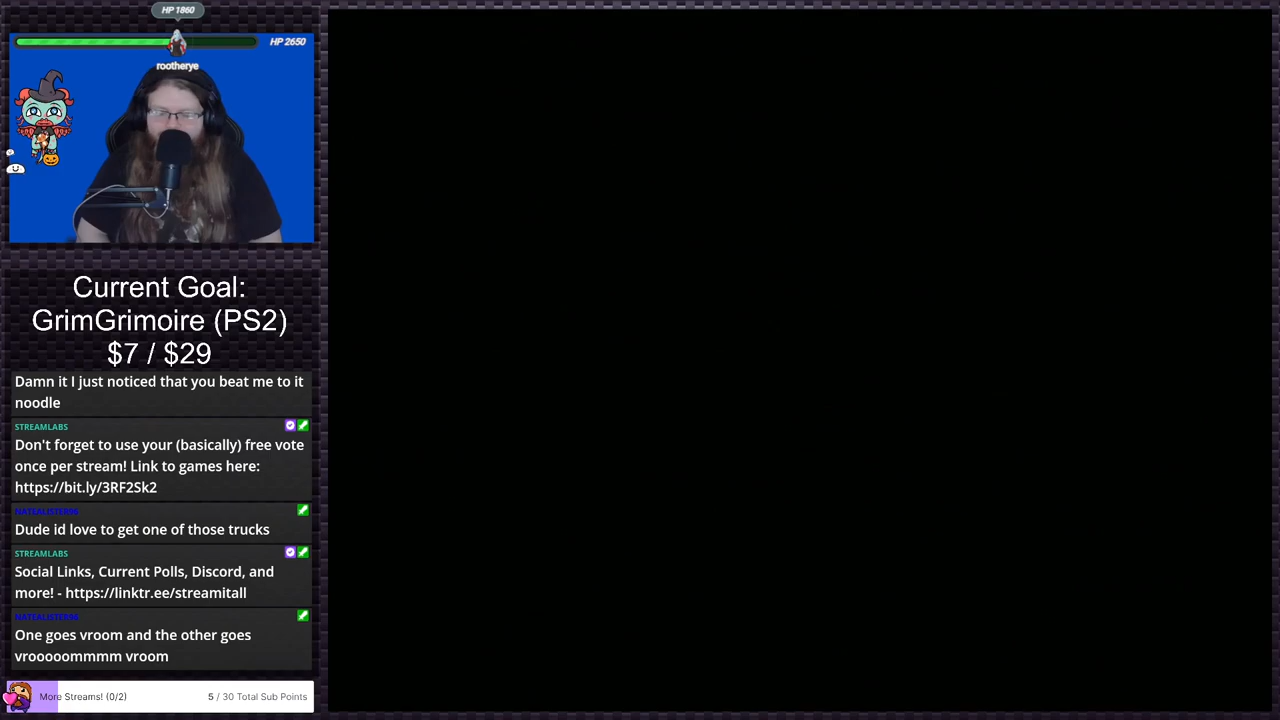 HP 1860
HP 2650
rootherye
Current Goal:
GrimGrimoire (PS2)
$7 / $29
Damn it I just noticed that you beat me to it
noodle
STREAMLABS
Don't forget to use your (basically) free vote
once per stream! Link to games here:
https://bit.ly/3RF2Sk2
Dude id love to get one of those trucks
STREAMLABS
Social Links, Current Polls, Discord, and
more! - https://linktr.ee/streamitall
One goes vroom and the other goes
vrooooommmm vroom
More Streams! (0/2)
5 / 30 Total Sub Points